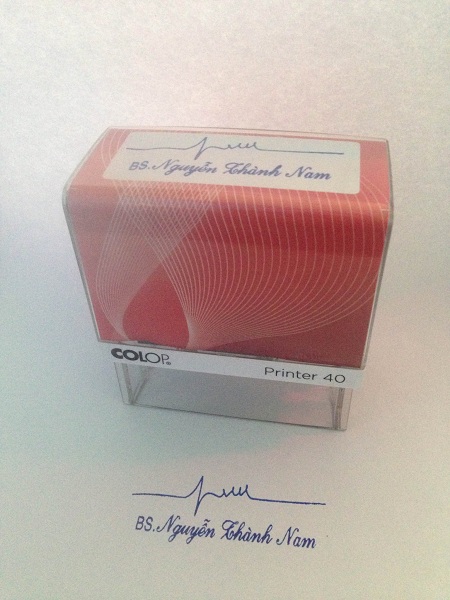 BS.Nguyễn Thành Nam
COLOP®
Printer 40
BS.Nguyễn Thành Nam